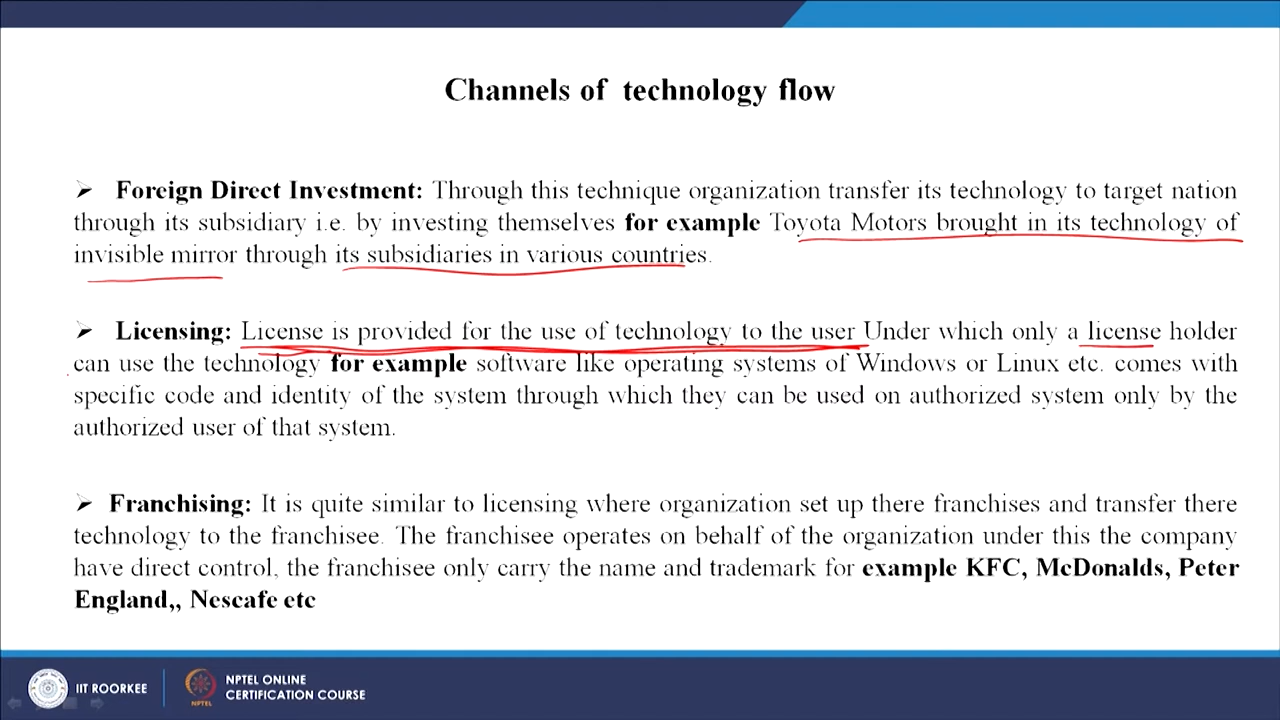 Channels of technology flow
➢ Foreign Direct Investment: Through this technique organization transfer its technology to target nation
through its subsidiary i.e. by investing themselves for example Toyota Motors brought in its technology of
invisible mirror through its subsidiaries in various countries.
➢ Licensing: License is provided for the use of technology to the user Under which only a license holder
can use the technology for example software like operating systems of Windows or Linux etc. comes with
specific code and identity of the system through which they can be used on authorized system only by the
authorized user of that system.
➢ Franchising: It is quite similar to licensing where organization set up there franchises and transfer there
technology to the franchisee. The franchisee operates on behalf of the organization under this the company
have direct control, the franchisee only carry the name and trademark for example KFC, McDonalds, Peter
England,, Nescafe etc
IIT ROORKEE
NPTEL
NPTEL ONLINE
CERTIFICATION COURSE